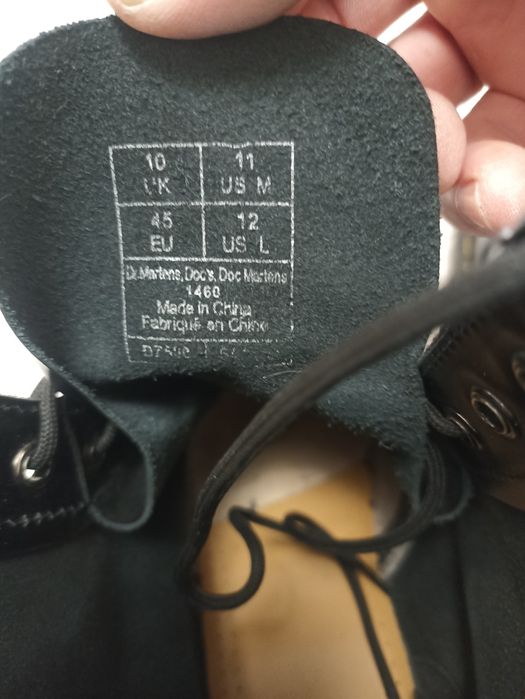 10 11
UK US M
45 12
EU US L
Dr.Martens, Doc's, Doc Martens
1460
Made in China
Fabriqué en Chine